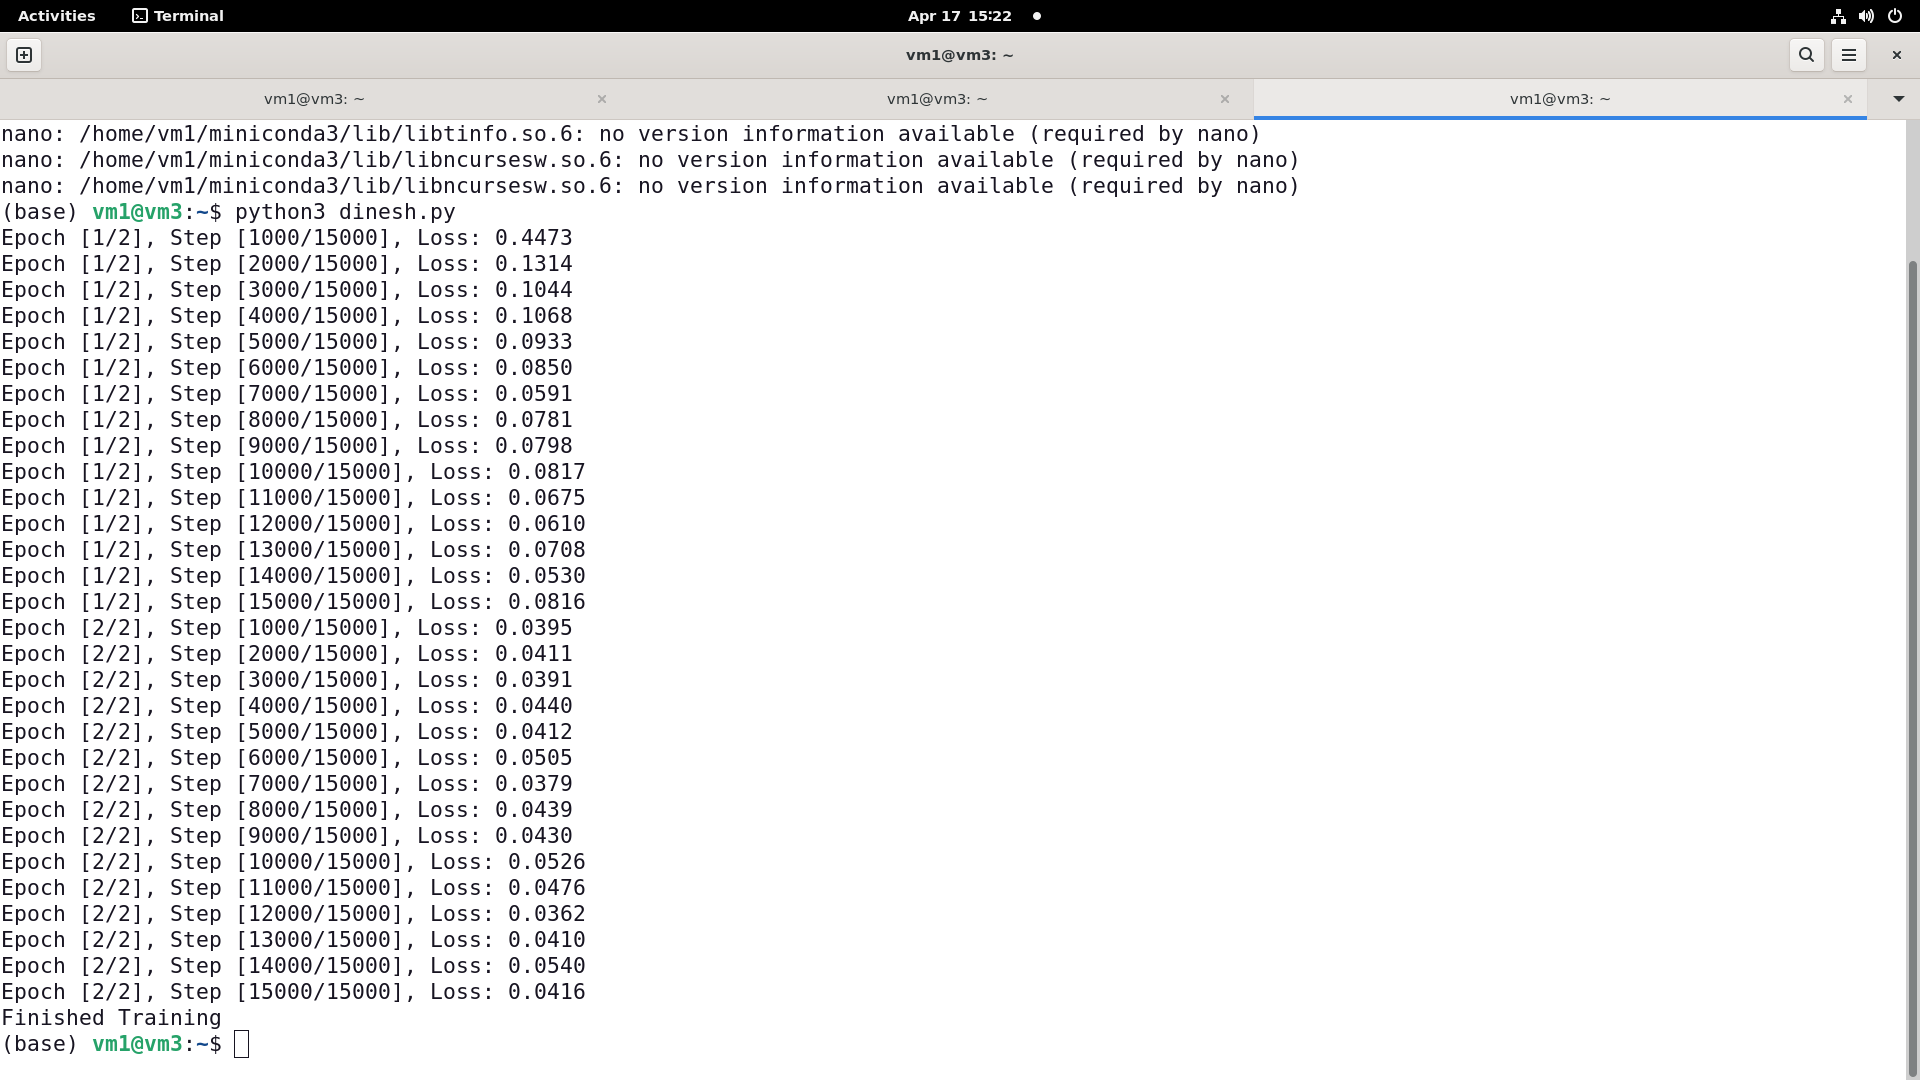 Activities Terminal Apr 17 15:22
vm1@vm3: ~
vm1@vm3: ~ vm1@vm3: ~ vm1@vm3: ~
nano: /home/vm1/miniconda3/lib/libtinfo.so.6: no version information available (required by nano)
nano: /home/vm1/miniconda3/lib/libncursesw.so.6: no version information available (required by nano)
nano: /home/vm1/miniconda3/lib/libncursesw.so.6: no version information available (required by nano)
(base) vm1@vm3:~$ python3 dinesh.py
Epoch [1/2], Step [1000/15000], Loss: 0.4473
Epoch [1/2], Step [2000/15000], Loss: 0.1314
Epoch [1/2], Step [3000/15000], Loss: 0.1044
Epoch [1/2], Step [4000/15000], Loss: 0.1068
Epoch [1/2], Step [5000/15000], Loss: 0.0933
Epoch [1/2], Step [6000/15000], Loss: 0.0850
Epoch [1/2], Step [7000/15000], Loss: 0.0591
Epoch [1/2], Step [8000/15000], Loss: 0.0781
Epoch [1/2], Step [9000/15000], Loss: 0.0798
Epoch [1/2], Step [10000/15000], Loss: 0.0817
Epoch [1/2], Step [11000/15000], Loss: 0.0675
Epoch [1/2], Step [12000/15000], Loss: 0.0610
Epoch [1/2], Step [13000/15000], Loss: 0.0708
Epoch [1/2], Step [14000/15000], Loss: 0.0530
Epoch [1/2], Step [15000/15000], Loss: 0.0816
Epoch [2/2], Step [1000/15000], Loss: 0.0395
Epoch [2/2], Step [2000/15000], Loss: 0.0411
Epoch [2/2], Step [3000/15000], Loss: 0.0391
Epoch [2/2], Step [4000/15000], Loss: 0.0440
Epoch [2/2], Step [5000/15000], Loss: 0.0412
Epoch [2/2], Step [6000/15000], Loss: 0.0505
Epoch [2/2], Step [7000/15000], Loss: 0.0379
Epoch [2/2], Step [8000/15000], Loss: 0.0439
Epoch [2/2], Step [9000/15000], Loss: 0.0430
Epoch [2/2], Step [10000/15000], Loss: 0.0526
Epoch [2/2], Step [11000/15000], Loss: 0.0476
Epoch [2/2], Step [12000/15000], Loss: 0.0362
Epoch [2/2], Step [13000/15000], Loss: 0.0410
Epoch [2/2], Step [14000/15000], Loss: 0.0540
Epoch [2/2], Step [15000/15000], Loss: 0.0416
Finished Training
(base) vm1@vm3:~$